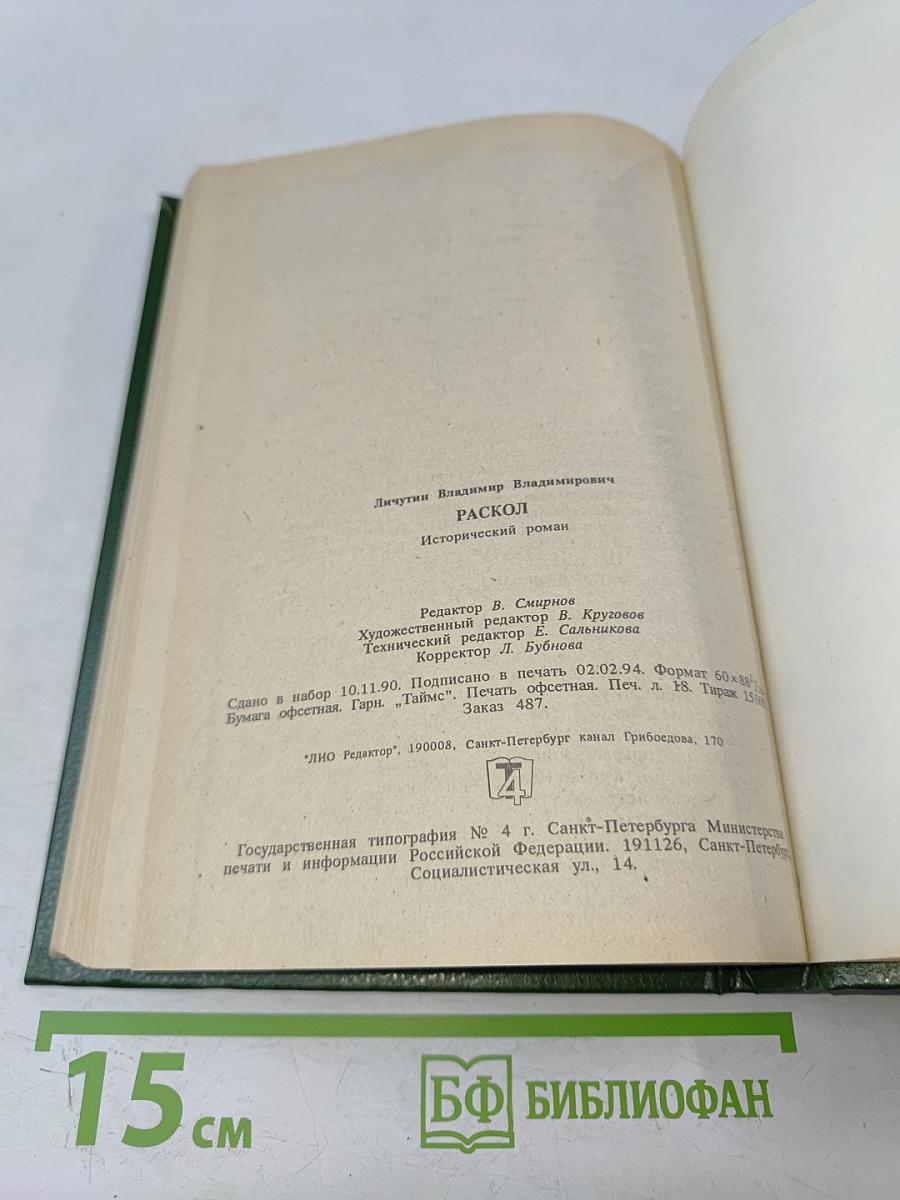 Личутин Владимир Владимирович
РАСКОЛ
Исторический роман
Редактор В. Смирнов
Художественный редактор В. Круговов
Технический редактор Е. Сальникова
Корректор Л. Бубнова
Сдано в набор 10.11.90. Подписано в печать 02.02.94. Формат 60×88
Бумага офсетная. Гарн. „Таймс". Печать офсетная. Печ. л. 18. Тираж
Заказ 487.
"ЛИО Редактор", 190008, Санкт-Петербург канал Грибоедова, 170
Т4
Государственная типография № 4 г. Санкт-Петербурга Министерства
печати и информации Российской Федерации. 191126, Санкт-Петербург,
Социалистическая ул., 14.
15 см
БФ БИБЛИОФАН